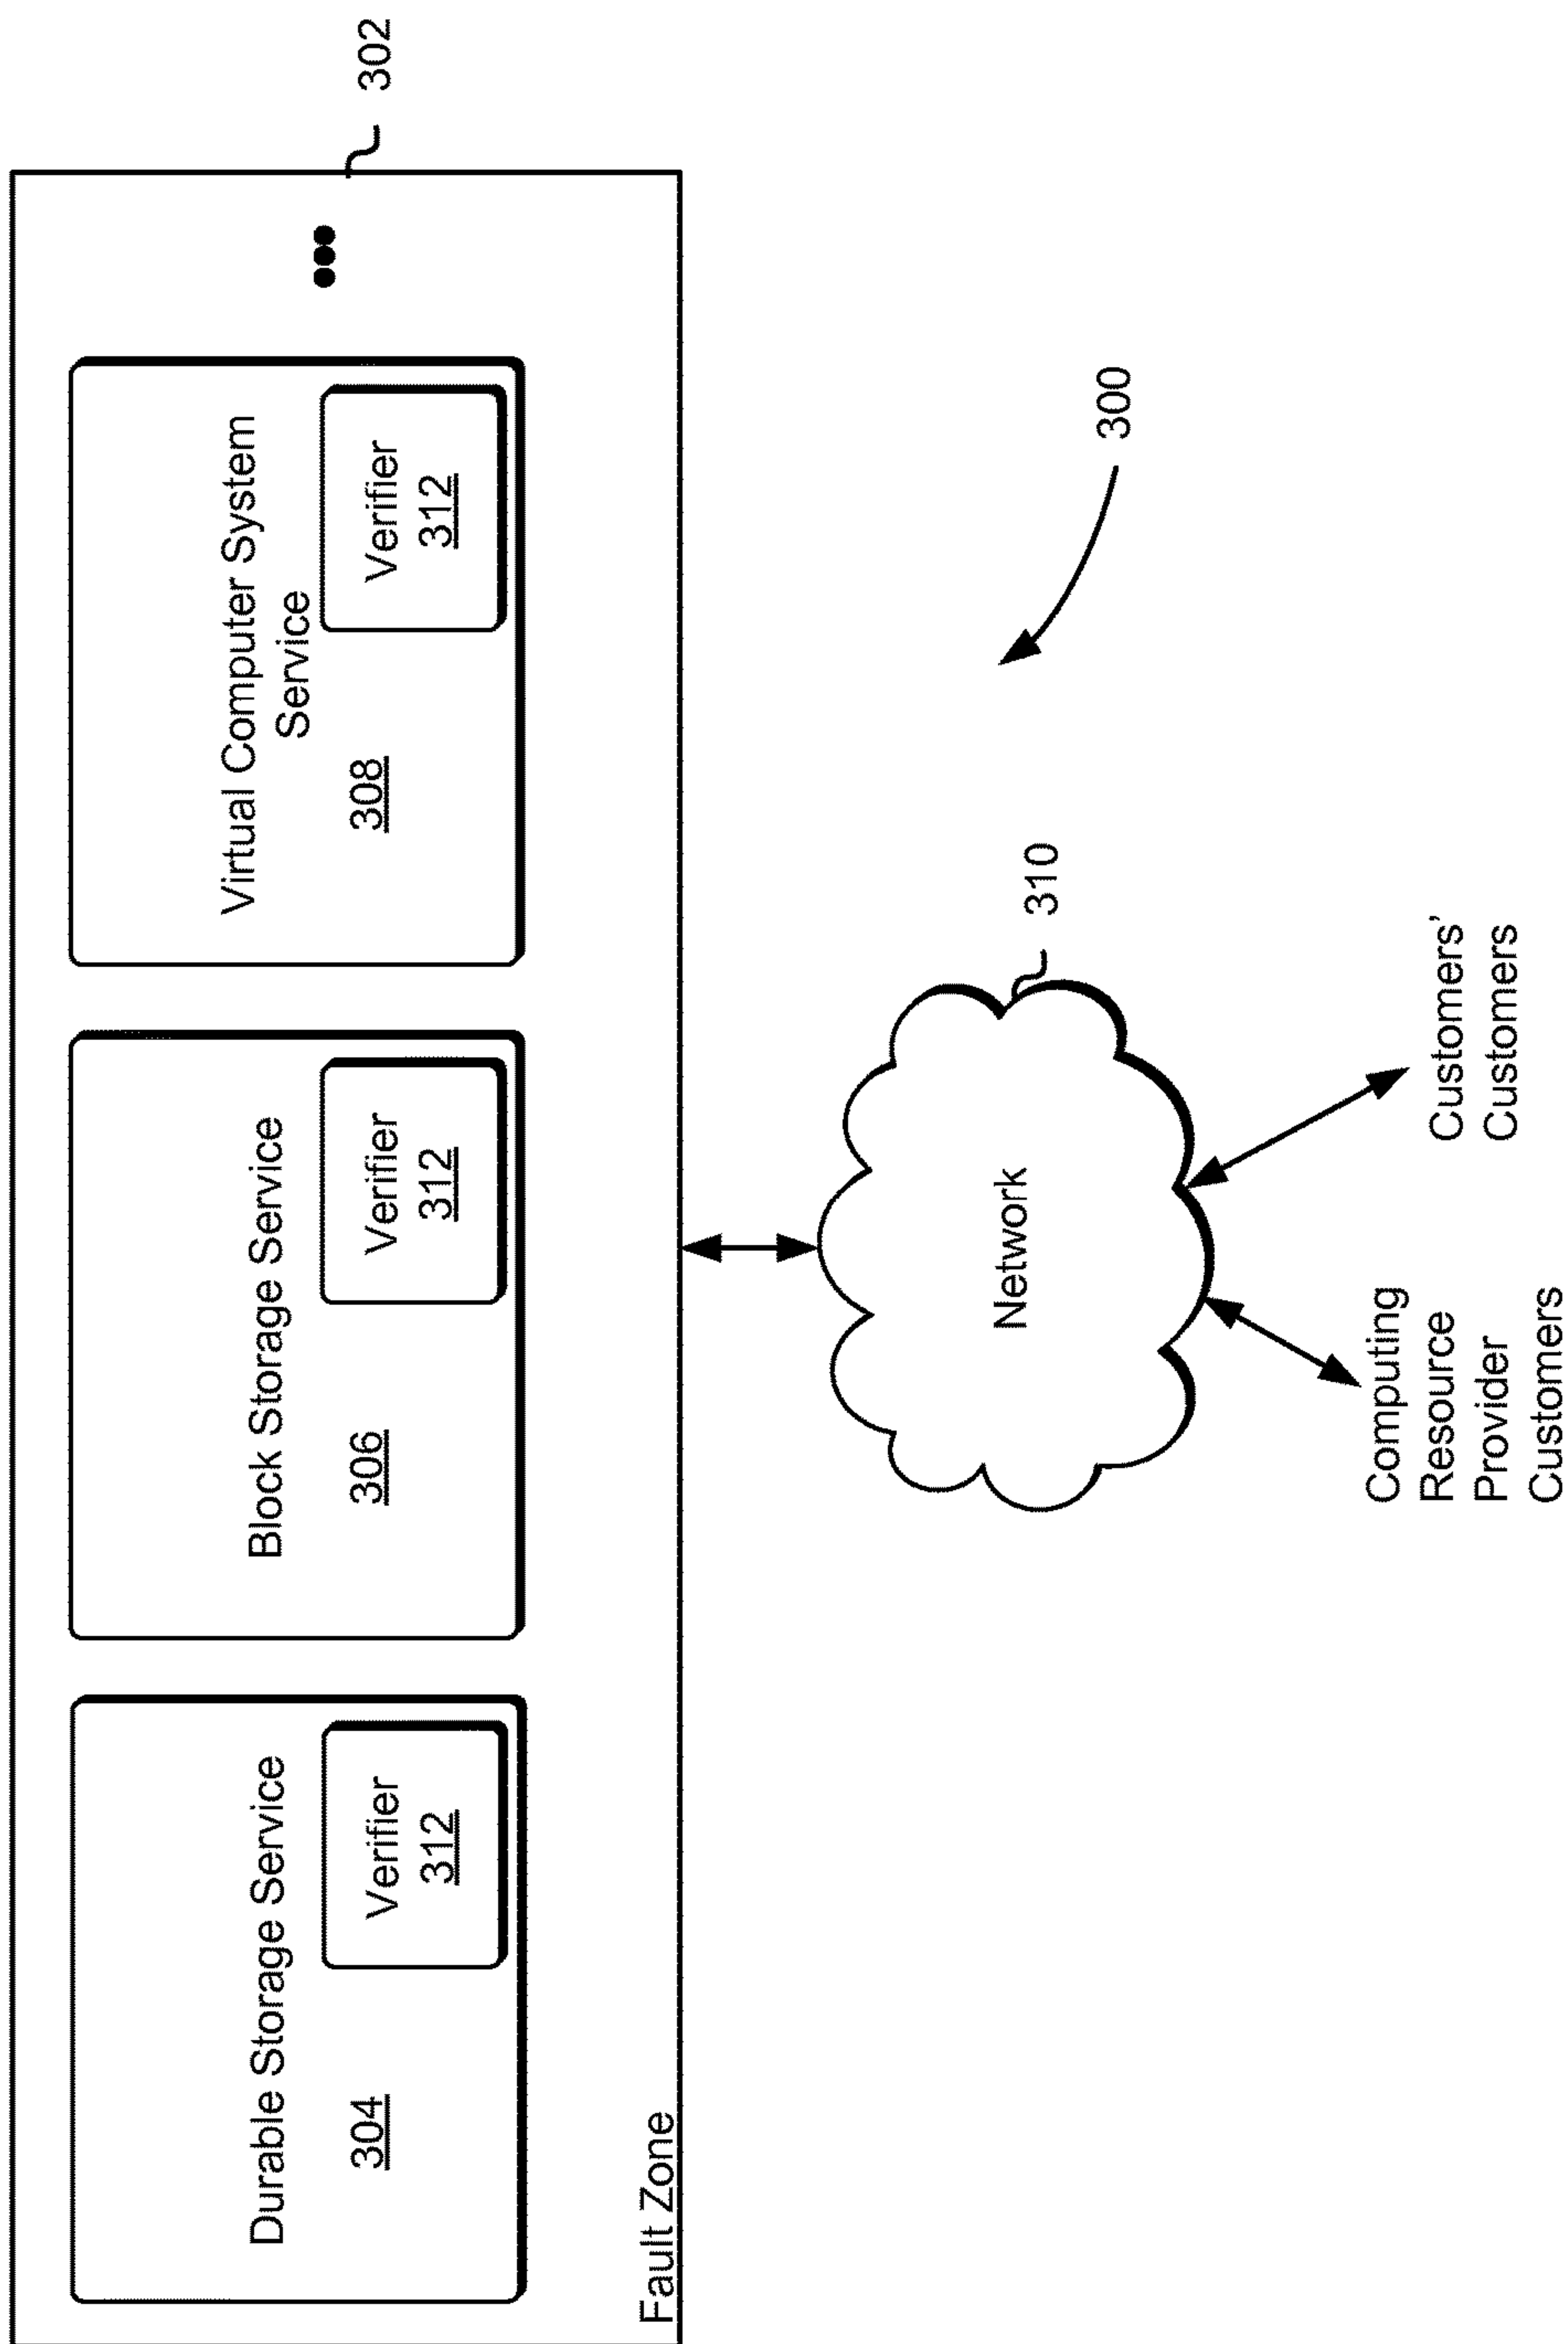 302
Durable Storage Service
304
Verifier
312
Block Storage Service
306
Verifier
312
Virtual Computer System
Service
308
Verifier
312
Fault Zone
300
310
Network
Computing
Resource
Provider
Customers
Customers’
Customers